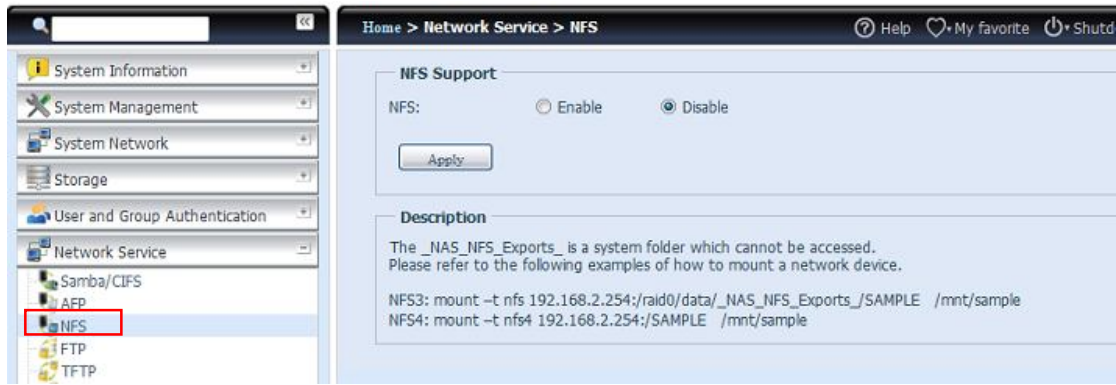 Home > Network Service > NFS
Help My favorite Shutd
System Information
System Management
System Network
Storage
User and Group Authentication
Network Service
Samba/CIFS
AFP
NFS
FTP
TFTP
NFS Support
NFS: Enable Disable
Apply
Description
The _NAS_NFS_Exports_ is a system folder which cannot be accessed.
Please refer to the following examples of how to mount a network device.
NFS3: mount –t nfs 192.168.2.254:/raid0/data/_NAS_NFS_Exports_/SAMPLE /mnt/sample
NFS4: mount –t nfs4 192.168.2.254:/SAMPLE /mnt/sample